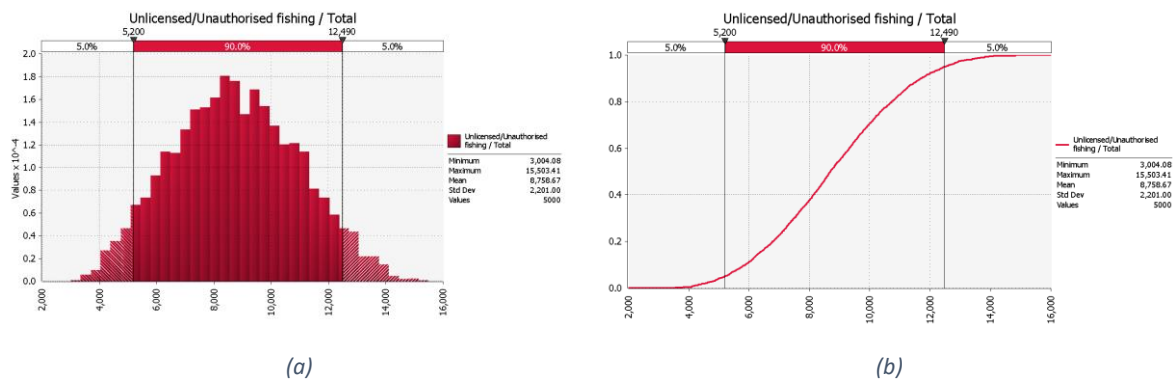 Unlicensed/Unauthorised fishing / Total
5,200 12,490
5.0% 90.0% 5.0%
2.0
1.8
1.6
1.4
1.2
1.0
0.8
0.6
0.4
0.2
0.0
Values x 10^-4
2,000 4,000 6,000 8,000 10,000 12,000 14,000 16,000
Unlicensed/Unauthorised
fishing / Total
Minimum 3,004.08
Maximum 15,503.41
Mean 8,758.67
Std Dev 2,201.00
Values 5000
(a)
Unlicensed/Unauthorised fishing / Total
5,200 12,490
5.0% 90.0% 5.0%
1.0
0.8
0.6
0.4
0.2
0.0
2,000 4,000 6,000 8,000 10,000 12,000 14,000 16,000
Unlicensed/Unauthorised
fishing / Total
Minimum 3,004.08
Maximum 15,503.41
Mean 8,758.67
Std Dev 2,201.00
Values 5000
(b)